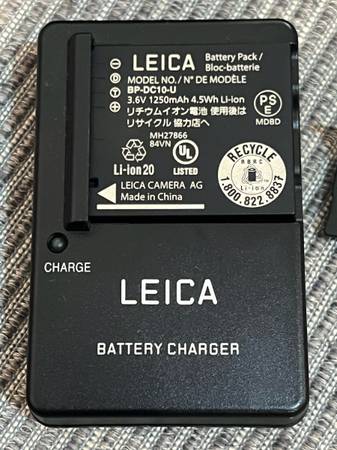 LEICA Battery Pack /
Bloc-batterie
MODEL NO. / N° DE MODÈLE
BP-DC10-U
3.6V 1250mAh 4.5Wh Li-ion
リチウムイオン電池 使用後は
リサイクル 協力店へ
PSE
MDBD
MH27866
84VN
Li-ion20
UL
LISTED
RECYCLE
RBRC
Li-ion
1.800.822.8837
LEICA CAMERA AG
Made in China
CHARGE
LEICA
BATTERY CHARGER